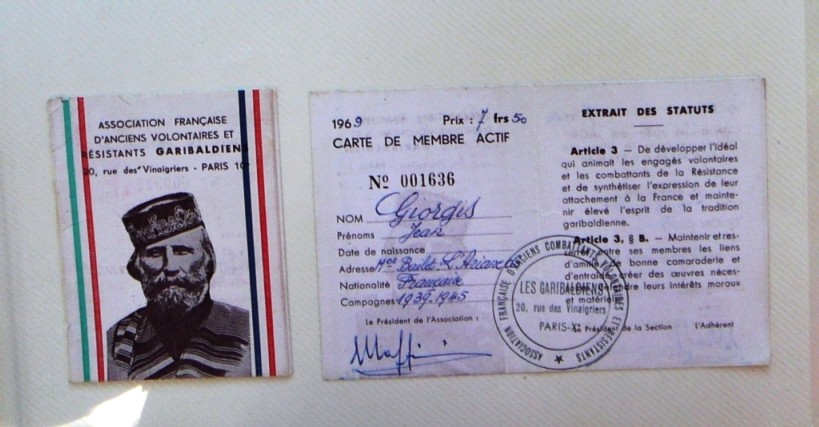 ASSOCIATION FRANÇAISE
D'ANCIENS VOLONTAIRES ET
RÉSISTANTS GARIBALDIENS
20, rue des Vinaigriers - PARIS 10e
1969 Prix : 7 frs 50
CARTE DE MEMBRE ACTIF
No 001636
NOM Giorgis
Prénoms Jean
Date de naissance
Adresse
Nationalité Française
Campagnes 1939.1945
Le Président de l'Association :
EXTRAIT DES STATUTS
Article 3 — De développer l'idéal
qui animait les engagés volontaires
et les combattants de la Résistance
et de synthétiser l'expression de leur
attachement à la France et mainte-
nir élevé l'esprit de la tradition
garibaldienne.
Article 3, § B. — Maintenir et res-
entre ses membres les liens
bonne camaraderie et
d'entraide créer des œuvres néces-
leurs intérêts moraux
et matériels
Le Président de la Section L'Adhérent
ASSOCIATION FRANÇAISE D'ANCIENS COMBATTANTS VOLONTAIRES ET RÉSISTANTS
LES GARIBALDIENS
20, rue des Vinaigriers
PARIS-Xe